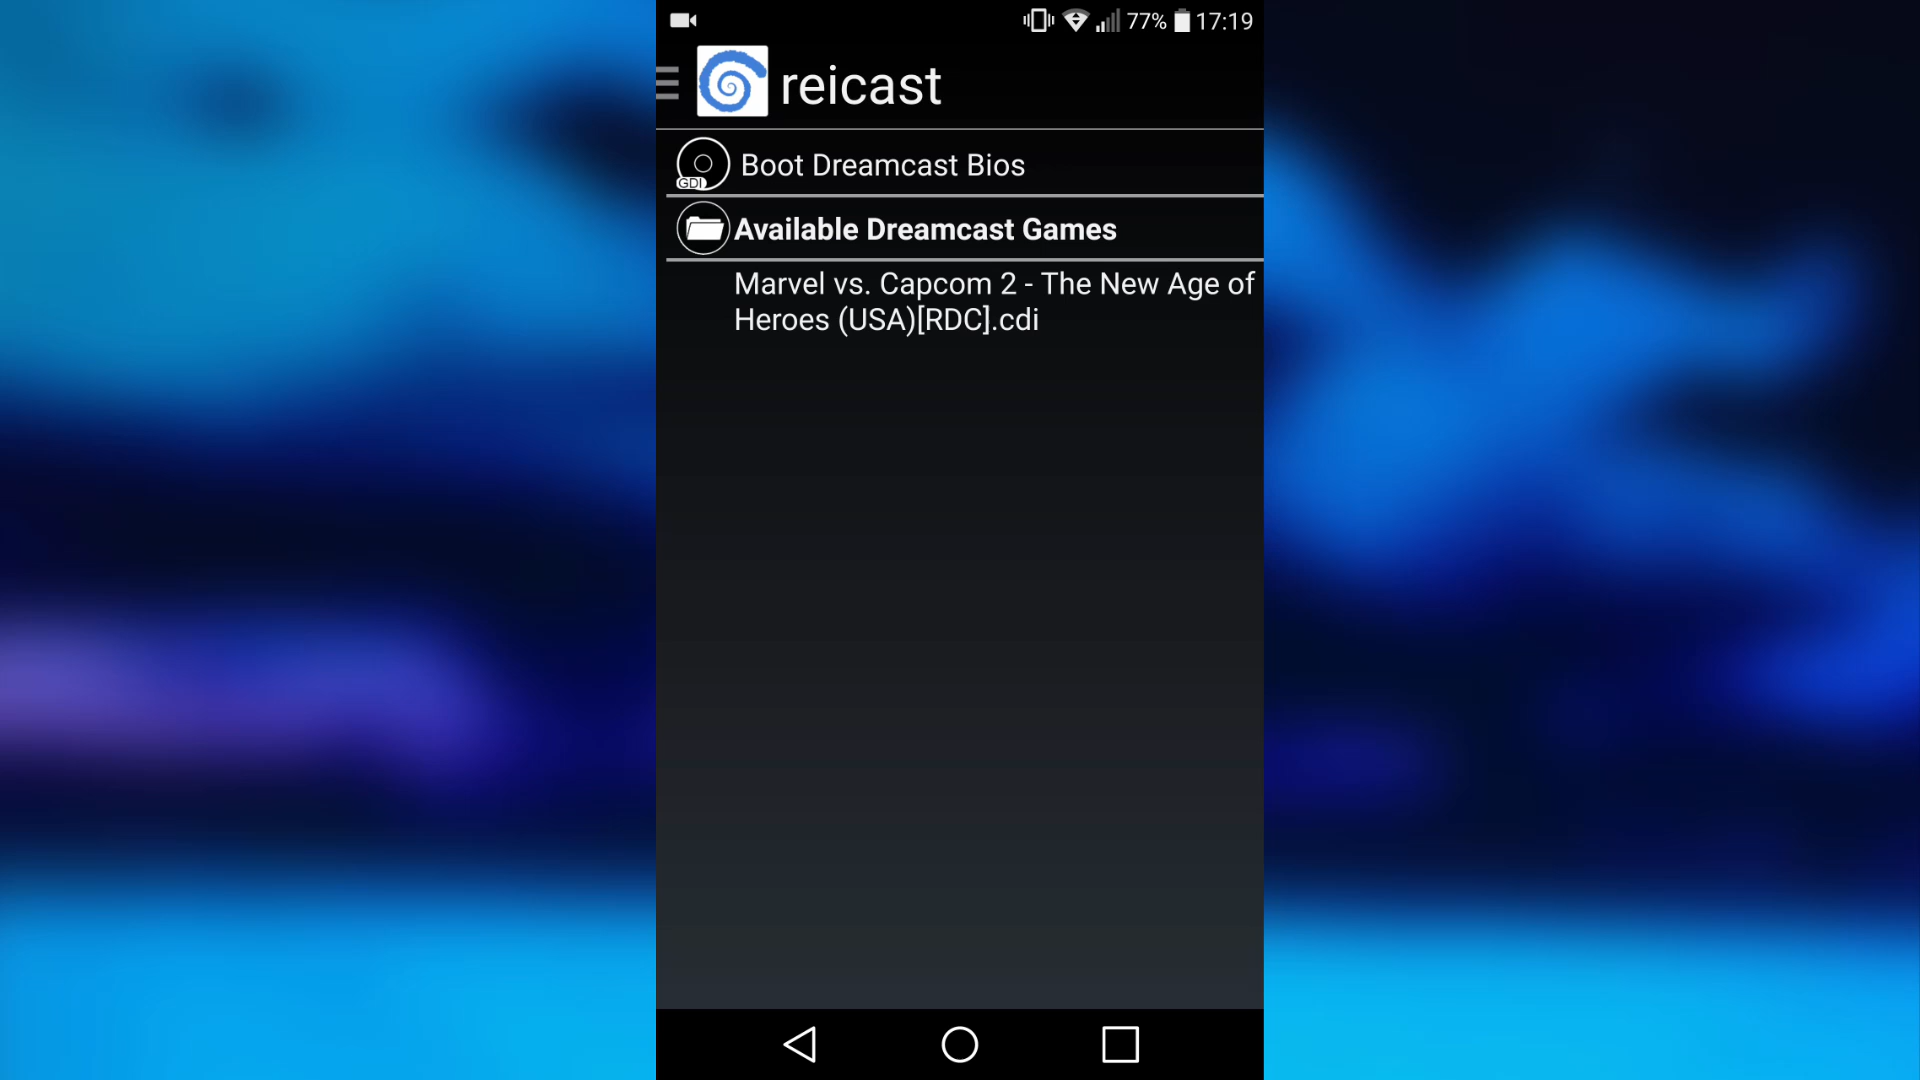 77% 17:19
reicast
GDI
Boot Dreamcast Bios
Available Dreamcast Games
Marvel vs. Capcom 2 - The New Age of
Heroes (USA)[RDC].cdi